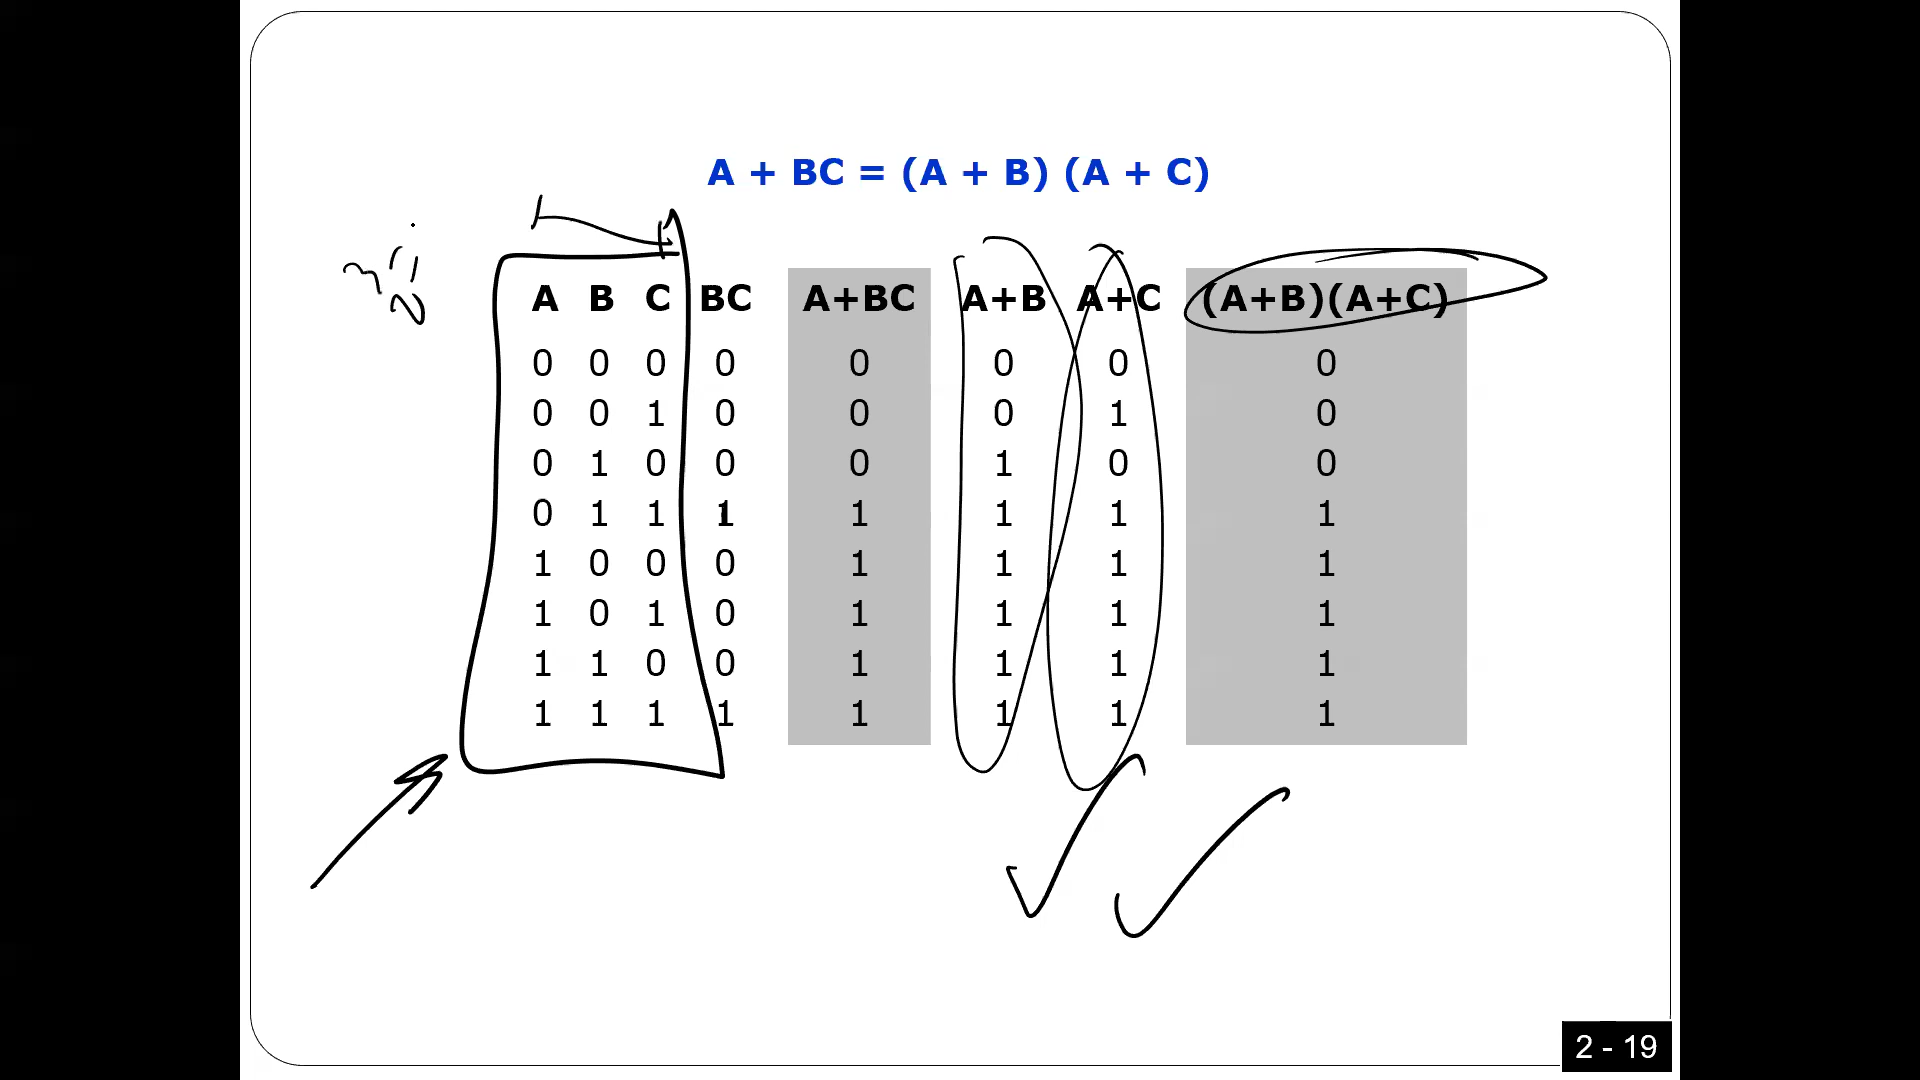 A + BC = (A + B) (A + C)
A B C BC A+BC A+B A+C (A+B)(A+C)
0 0 0 0 0 0 0 0
0 0 1 0 0 0 1 0
0 1 0 0 0 1 0 0
0 1 1 1 1 1 1 1
1 0 0 0 1 1 1 1
1 0 1 0 1 1 1 1
1 1 0 0 1 1 1 1
1 1 1 1 1 1 1 1
2 - 19